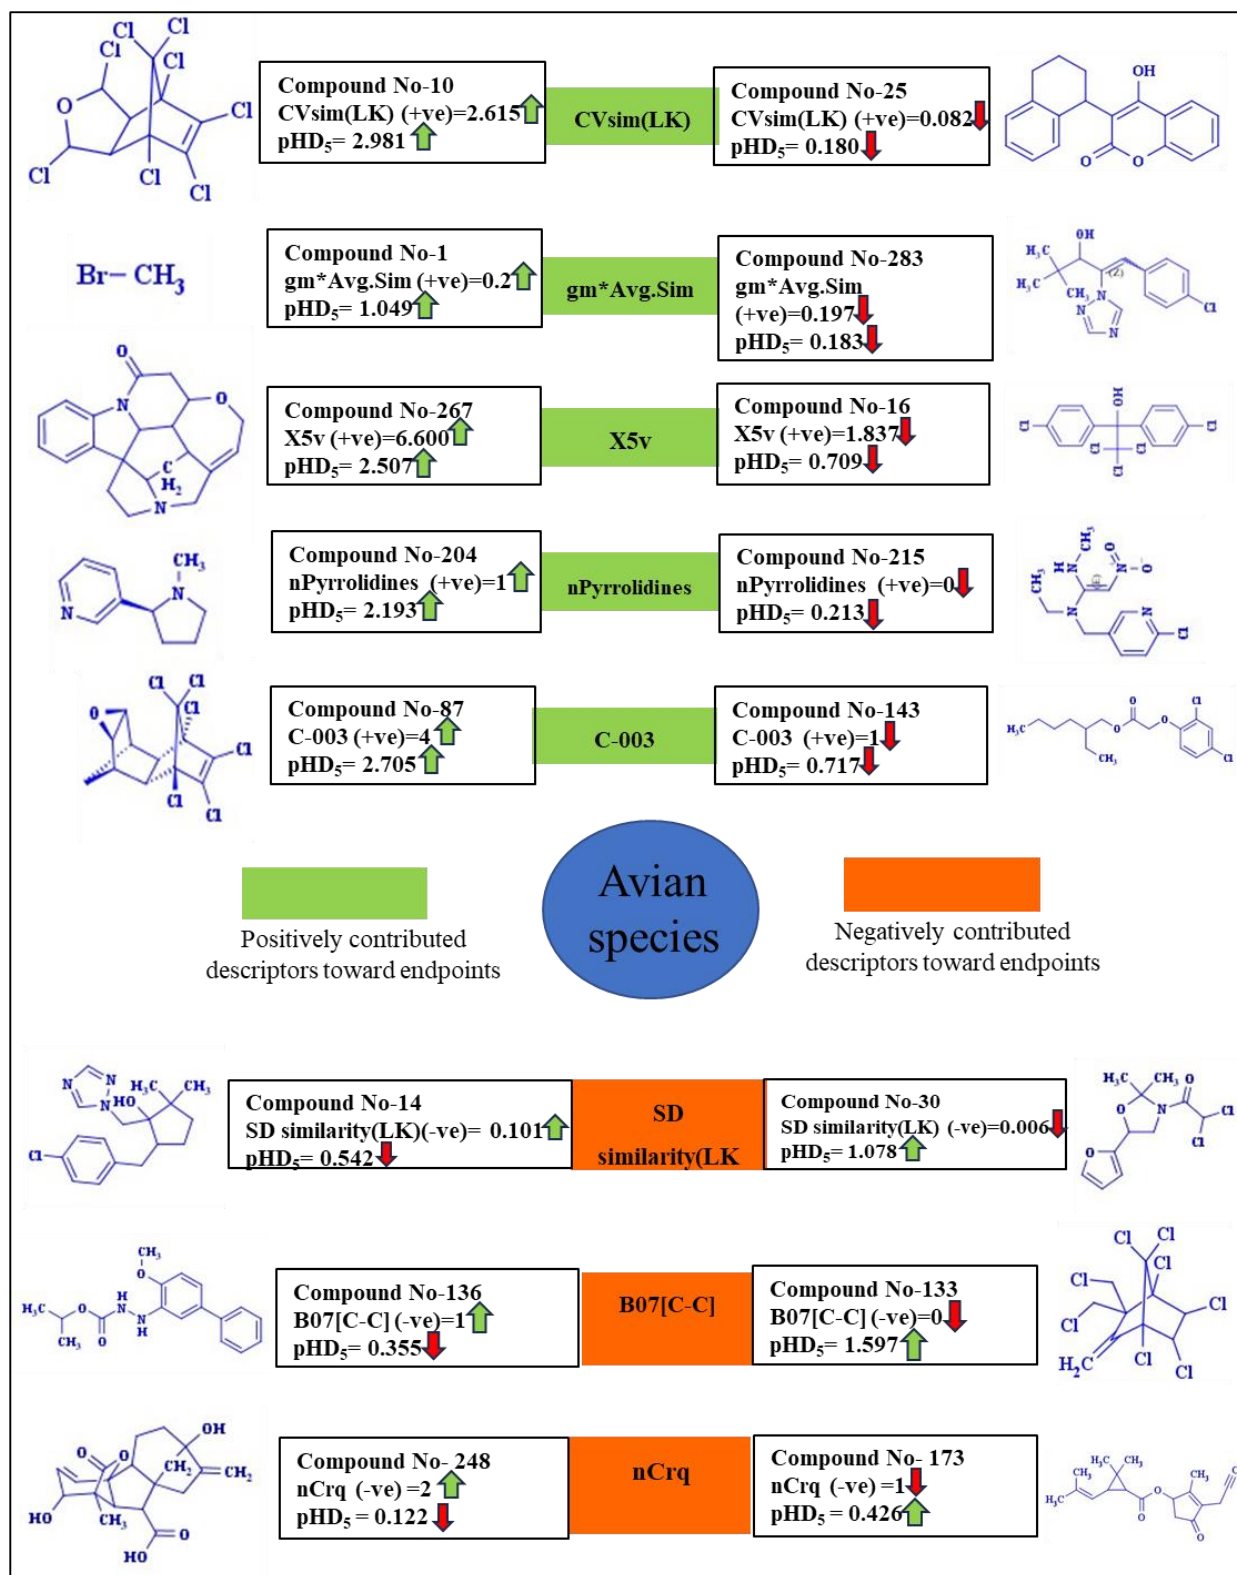 Compound No-10
CVsim(LK) (+ve)=2.615
pHD5= 2.981
CVsim(LK)
Compound No-25
CVsim(LK) (+ve)=0.082
pHD5= 0.180
Compound No-1
gm*Avg.Sim (+ve)=0.2
pHD5= 1.049
gm*Avg.Sim
Compound No-283
gm*Avg.Sim
(+ve)=0.197
pHD5= 0.183
Br-CH3
Compound No-267
X5v (+ve)=6.600
pHD5= 2.507
X5v
Compound No-16
X5v (+ve)=1.837
pHD5= 0.709
Compound No-204
nPyrrolidines (+ve)=1
pHD5= 2.193
nPyrrolidines
Compound No-215
nPyrrolidines (+ve)=0
pHD5= 0.213
Compound No-87
C-003 (+ve)=4
pHD5= 2.705
C-003
Compound No-143
C-003 (+ve)=1
pHD5= 0.717
Avian
species
Positively contributed
descriptors toward endpoints
Negatively contributed
descriptors toward endpoints
Compound No-14
SD similarity(LK)(-ve)= 0.101
pHD5= 0.542
SD
similarity(LK
Compound No-30
SD similarity(LK) (-ve)=0.006
pHD5= 1.078
Compound No-136
B07[C-C] (-ve)=1
pHD5= 0.355
B07[C-C]
Compound No-133
B07[C-C] (-ve)=0
pHD5= 1.597
Compound No- 248
nCrq (-ve) =2
pHD5= 0.122
nCrq
Compound No- 173
nCrq (-ve) =1
pHD5= 0.426